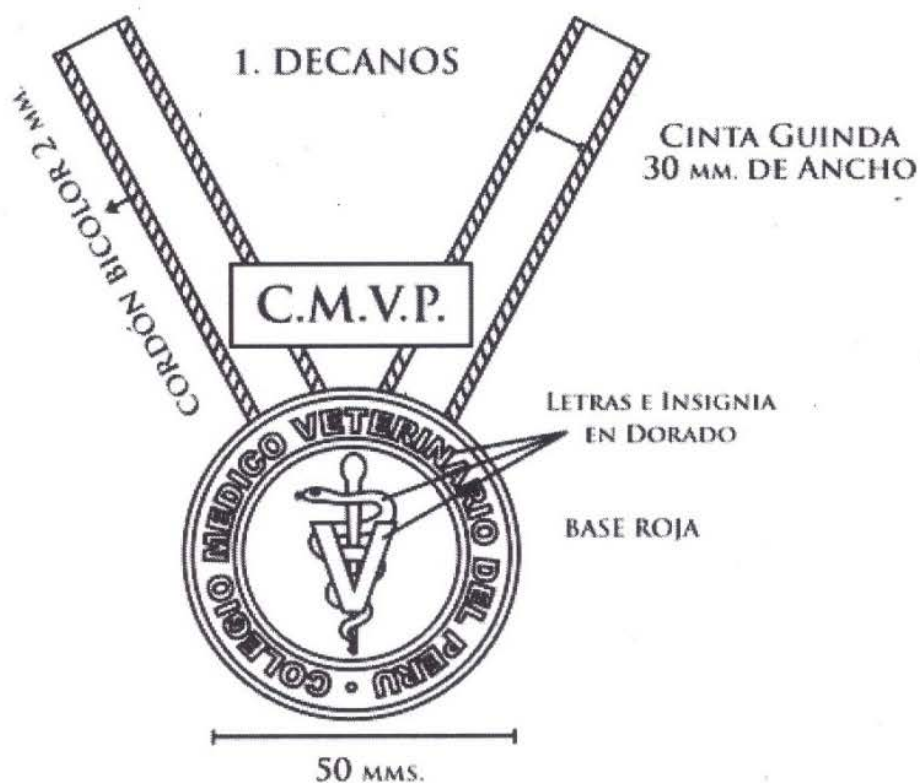 1. DECANOS
CORDÓN BICOLOR 2 MM.
CINTA GUINDA
30 MM. DE ANCHO
C.M.V.P.
LETRAS E INSIGNIA
EN DORADO
COLEGIO MEDICO VETERINARIO DEL PERU •
V
BASE ROJA
50 MMS.